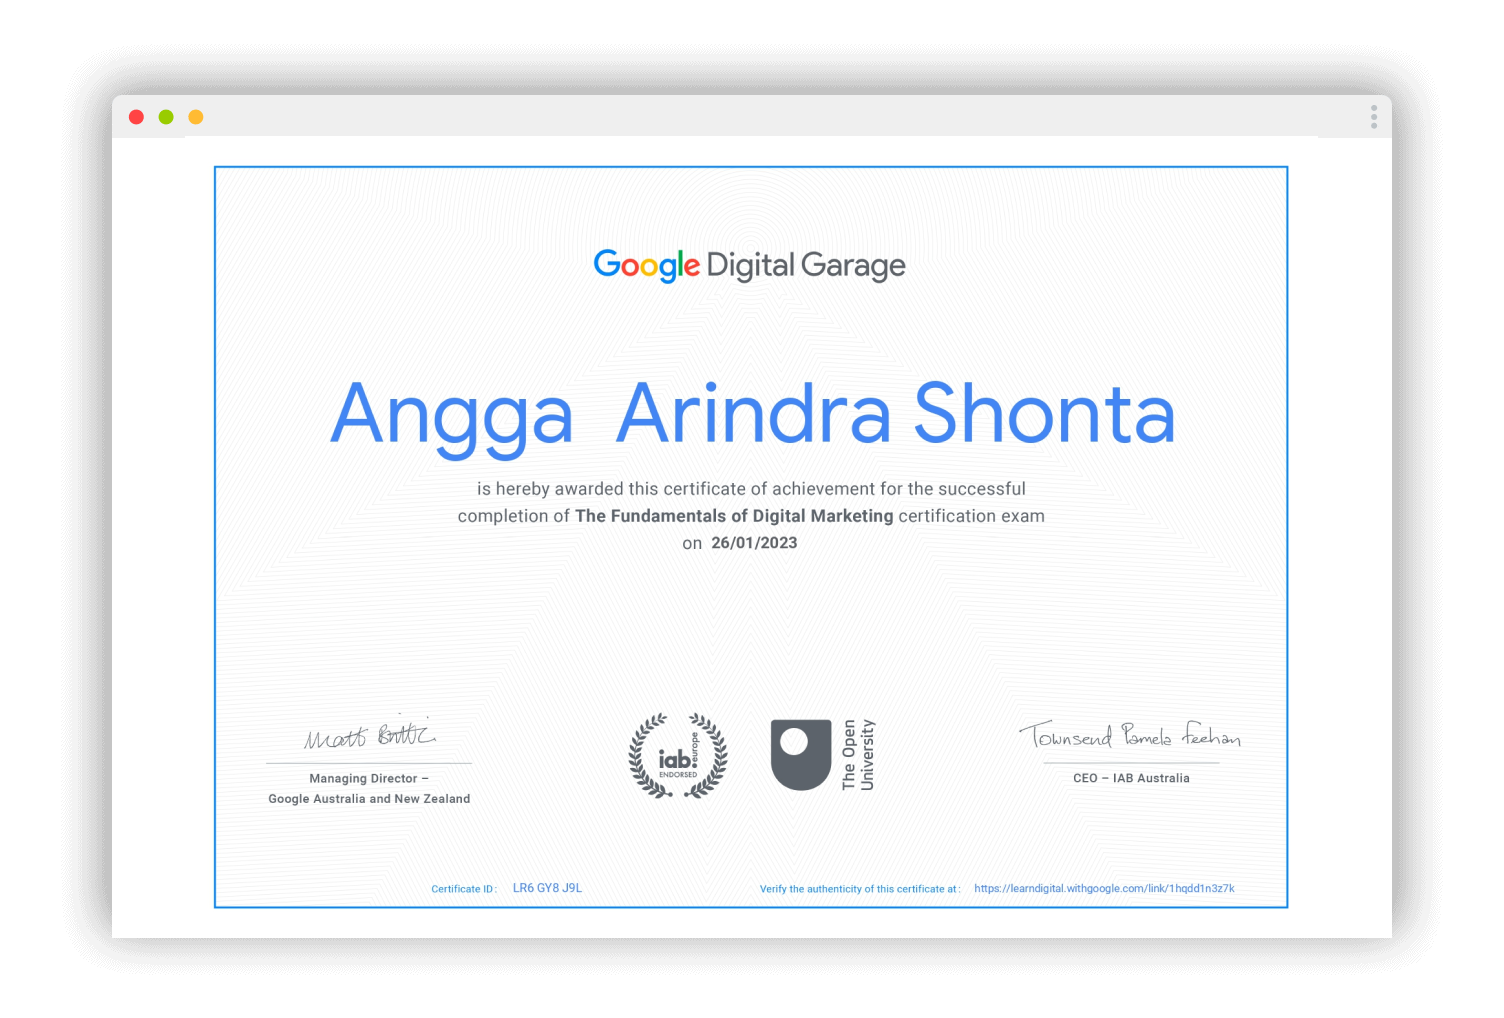 Google Digital Garage
Angga  Arindra Shonta
is hereby awarded this certificate of achievement for the successful
completion of The Fundamentals of Digital Marketing certification exam
on 26/01/2023
Matt Brittin
Managing Director –
Google Australia and New Zealand
iab.europe
ENDORSED
The Open
University
Townsend Pamela Feehan
CEO – IAB Australia
Certificate ID : LR6 GY8 J9L
Verify the authenticity of this certificate at : https://learndigital.withgoogle.com/link/1hqdd1n3z7k